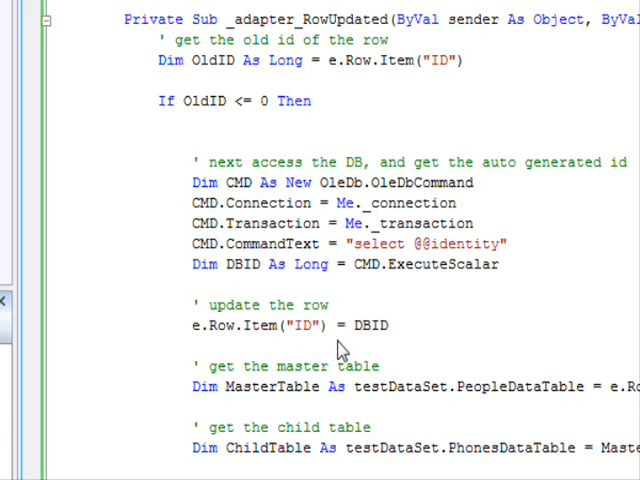 Private Sub _adapter_RowUpdated(ByVal sender As Object, ByVal
' get the old id of the row
Dim OldID As Long = e.Row.Item("ID")
If OldID <= 0 Then
' next access the DB, and get the auto generated id
Dim CMD As New OleDb.OleDbCommand
CMD.Connection = Me._connection
CMD.Transaction = Me._transaction
CMD.CommandText = "select @@identity"
Dim DBID As Long = CMD.ExecuteScalar
' update the row
e.Row.Item("ID") = DBID
' get the master table
Dim MasterTable As testDataSet.PeopleDataTable = e.Ro
' get the child table
Dim ChildTable As testDataSet.PhonesDataTable = Maste